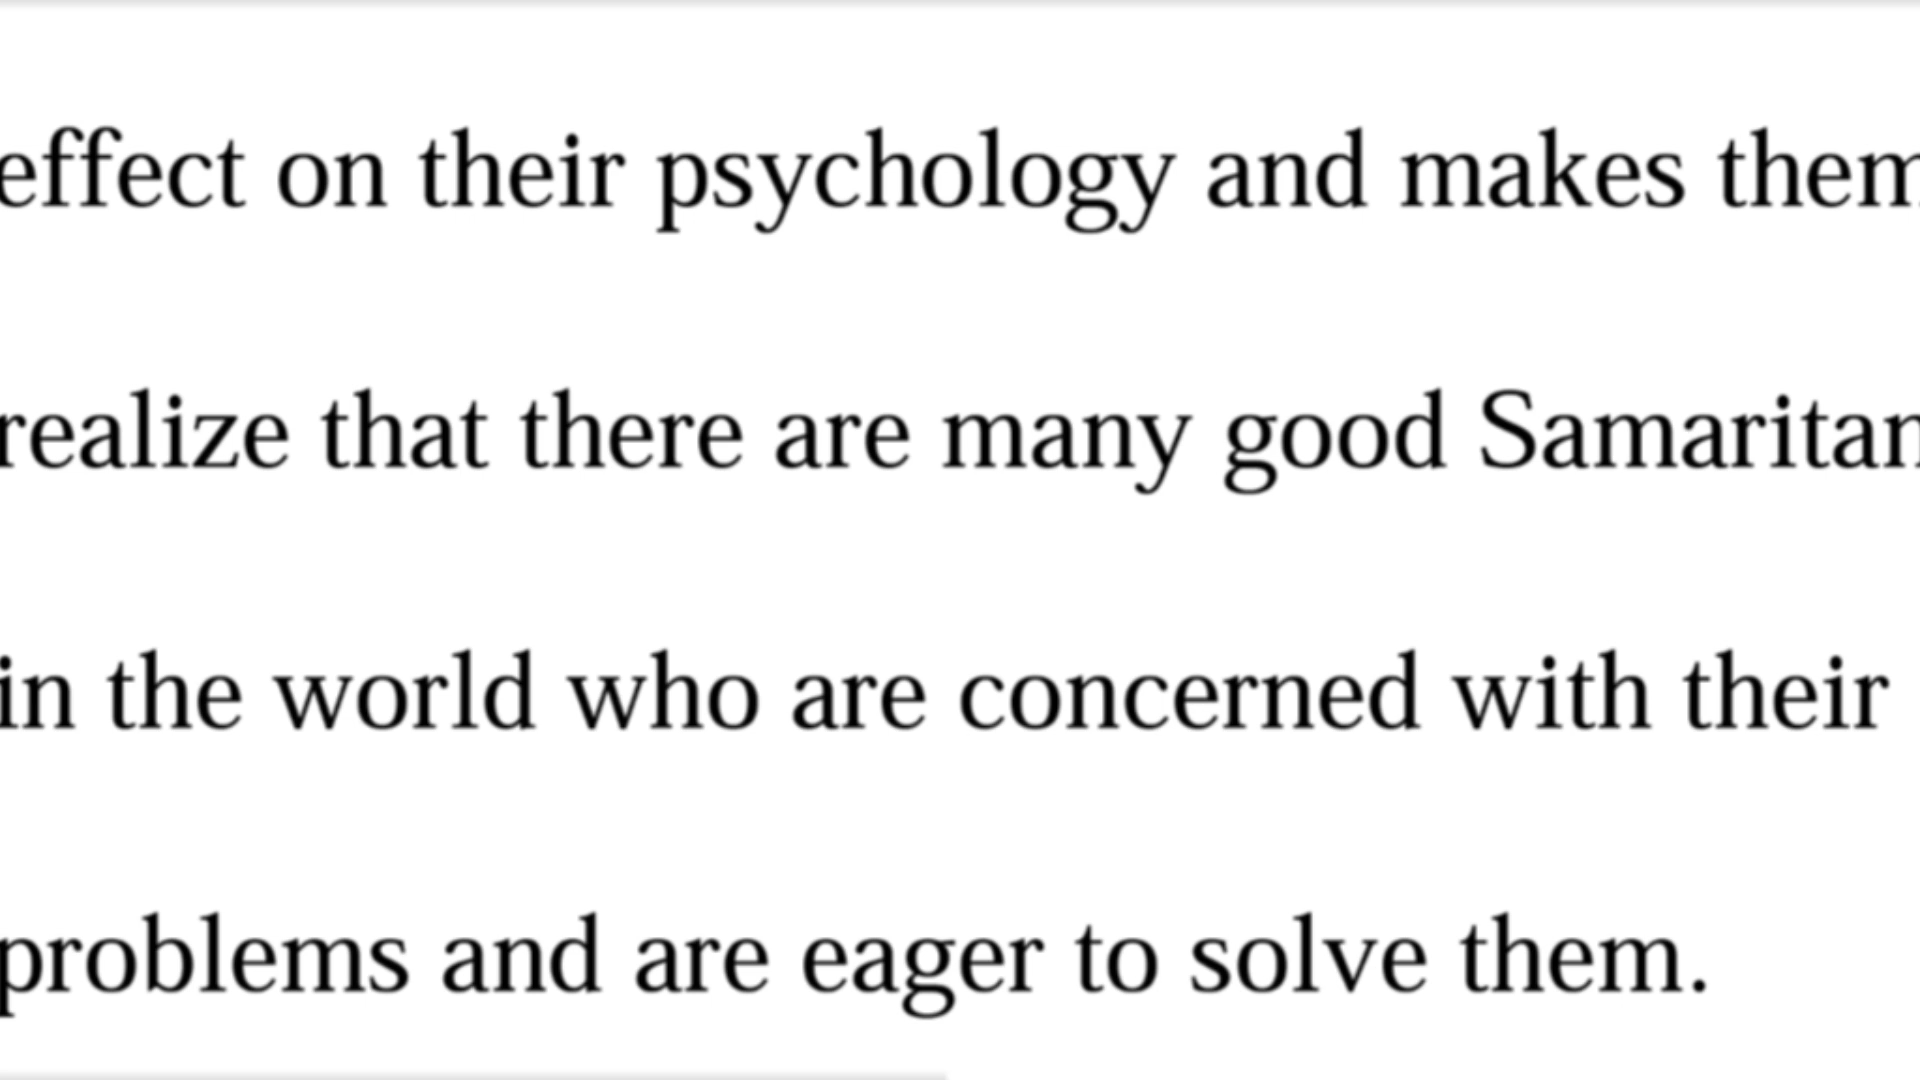 effect on their psychology and makes them
realize that there are many good Samaritan
in the world who are concerned with their
problems and are eager to solve them.